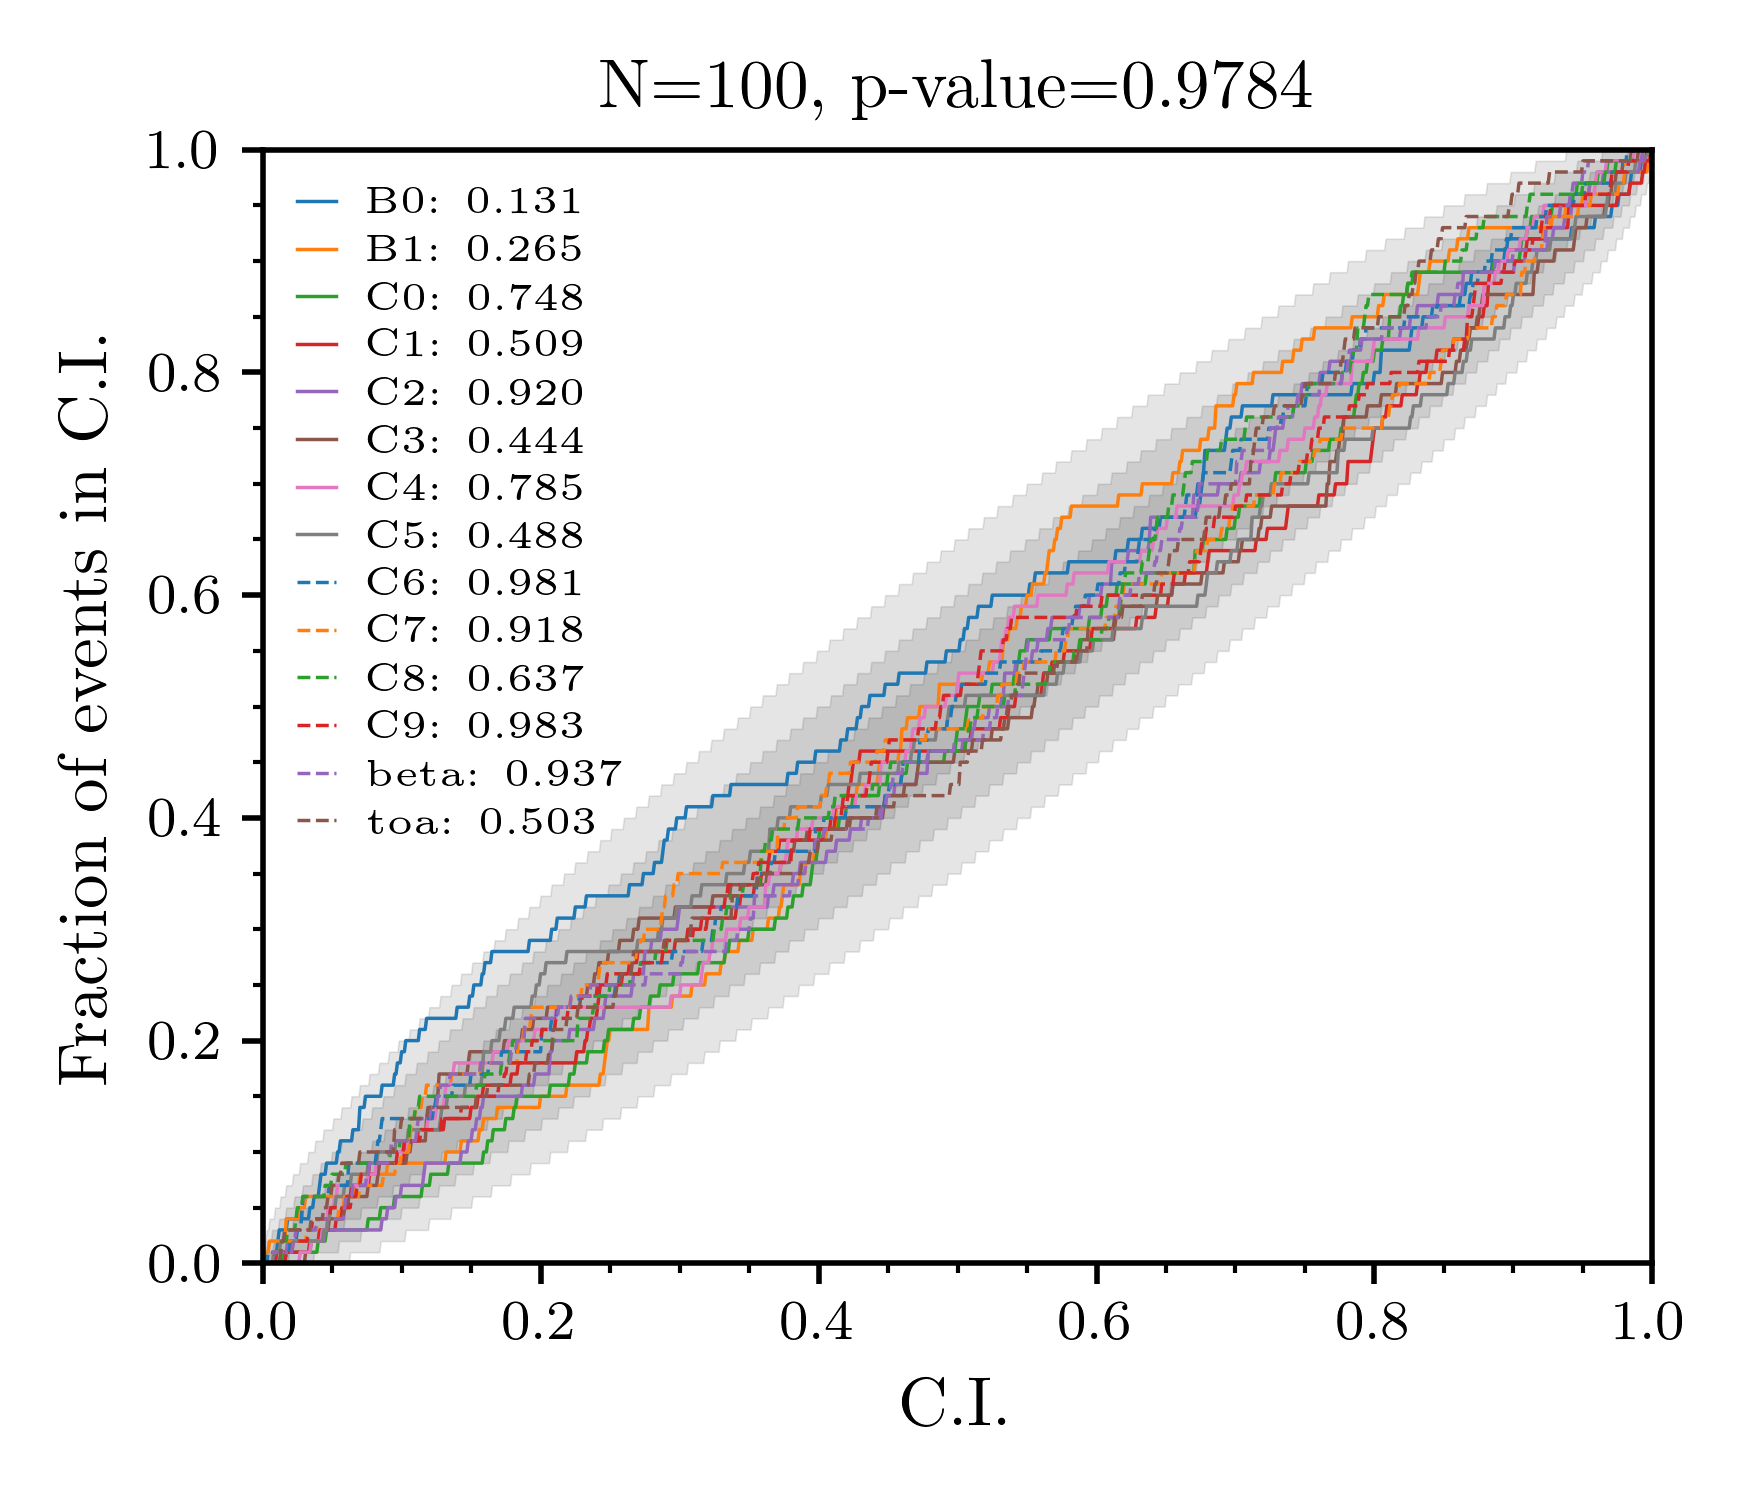 N=100, p-value=0.9784
1.0
0.8
0.6
0.4
0.2
0.0
Fraction of events in C.I.
B0: 0.131
B1: 0.265
C0: 0.748
C1: 0.509
C2: 0.920
C3: 0.444
C4: 0.785
C5: 0.488
C6: 0.981
C7: 0.918
C8: 0.637
C9: 0.983
beta: 0.937
toa: 0.503
0.0 0.2 0.4 0.6 0.8 1.0
C.I.